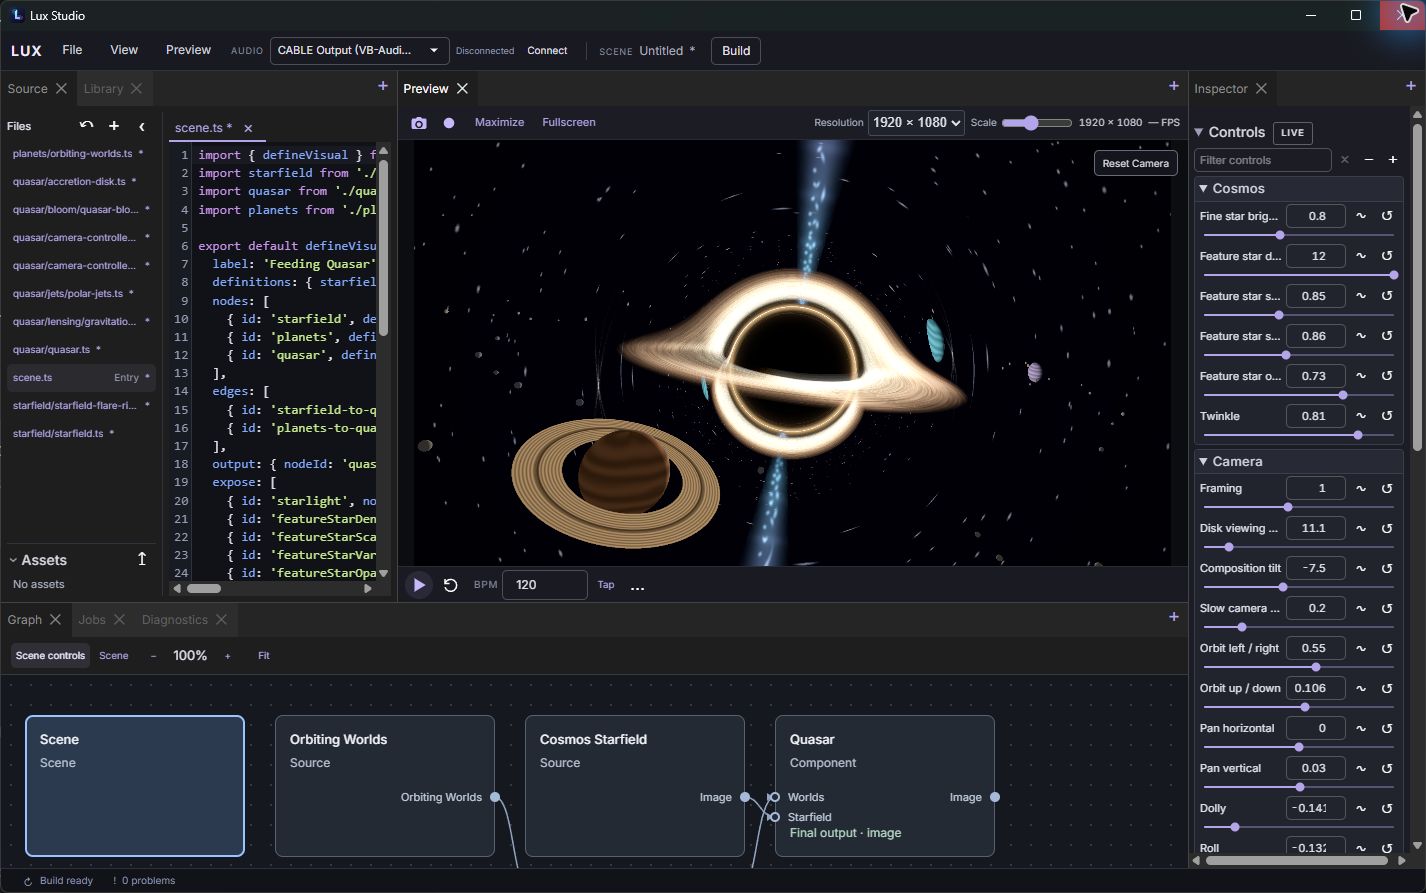 Lux Studio
LUX File View Preview AUDIO CABLE Output (VB-Audi... Disconnected Connect SCENE Untitled * Build
Source Library + Preview + Inspector +
Files
planets/orbiting-worlds.ts *
quasar/accretion-disk.ts *
quasar/bloom/quasar-blo... *
quasar/camera-controlle... *
quasar/camera-controlle... *
quasar/jets/polar-jets.ts *
quasar/lensing/gravitatio... *
quasar/quasar.ts *
scene.ts Entry *
starfield/starfield-flare-ri... *
starfield/starfield.ts *
Assets
No assets
scene.ts *
1 import { defineVisual } f
2 import starfield from './
3 import quasar from './qua
4 import planets from './pl
5
6 export default defineVisu
7 label: 'Feeding Quasar'
8 definitions: { starfiel
9 nodes: [
10 { id: 'starfield', de
11 { id: 'planets', defi
12 { id: 'quasar', defin
13 ],
14 edges: [
15 { id: 'starfield-to-q
16 { id: 'planets-to-qua
17 ],
18 output: { nodeId: 'quas
19 expose: [
20 { id: 'starlight', no
21 { id: 'featureStarDen
22 { id: 'featureStarSca
23 { id: 'featureStarVar
24 { id: 'featureStarOpa
Maximize Fullscreen Resolution 1920 × 1080 Scale 1920 × 1080 — FPS
Reset Camera
BPM 120 Tap ...
Controls LIVE
Filter controls × − +
Cosmos
Fine star brig... 0.8
Feature star d... 12
Feature star s... 0.85
Feature star s... 0.86
Feature star o... 0.73
Twinkle 0.81
Camera
Framing 1
Disk viewing ... 11.1
Composition tilt -7.5
Slow camera ... 0.2
Orbit left / right 0.55
Orbit up / down 0.106
Pan horizontal 0
Pan vertical 0.03
Dolly -0.141
Roll -0.132
Graph Jobs Diagnostics +
Scene controls Scene − 100% + Fit
Scene
Scene
Orbiting Worlds
Source
Orbiting Worlds
Cosmos Starfield
Source
Image
Quasar
Component
Worlds Image
Starfield
Final output · image
Build ready ! 0 problems